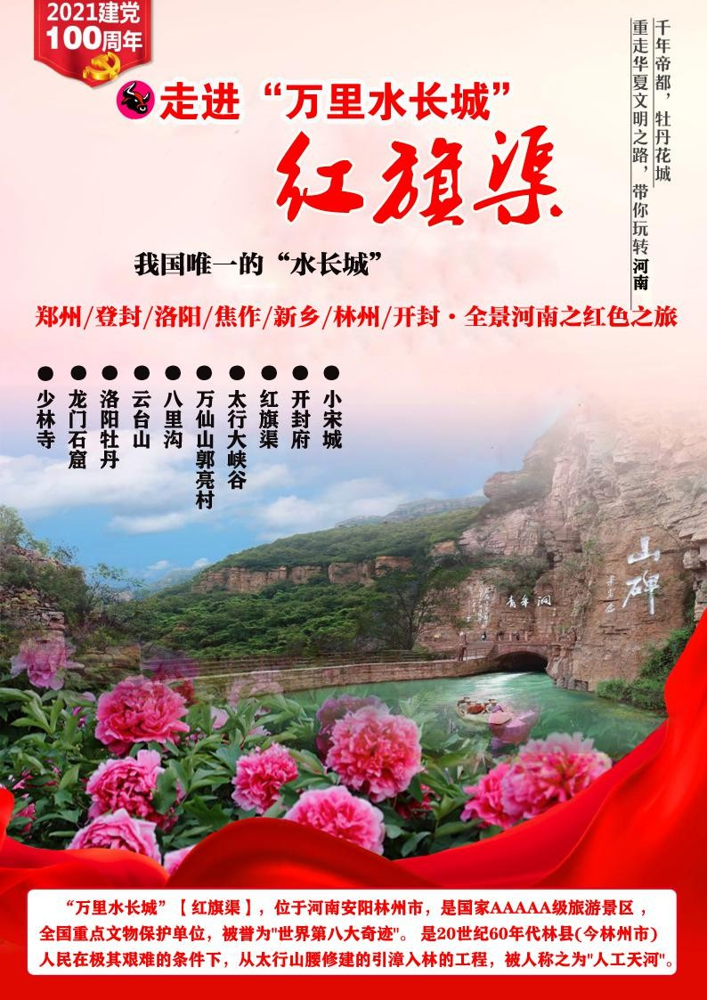 2021建党
100周年
千年帝都，牡丹花城
重走华夏文明之路，带你玩转河南
走进“万里水长城”
红旗渠
我国唯一的“水长城”
郑州/登封/洛阳/焦作/新乡/林州/开封·全景河南之红色之旅
●少林寺
●龙门石窟
●洛阳牡丹
●云台山
●八里沟
●万仙山郭亮村
●太行大峡谷
●红旗渠
●开封府
●小宋城
山碑
青年洞
“万里水长城”【红旗渠】，位于河南安阳林州市，是国家AAAAA级旅游景区，
全国重点文物保护单位，被誉为"世界第八大奇迹"。是20世纪60年代林县(今林州市)
人民在极其艰难的条件下，从太行山腰修建的引漳入林的工程，被人称之为"人工天河"。